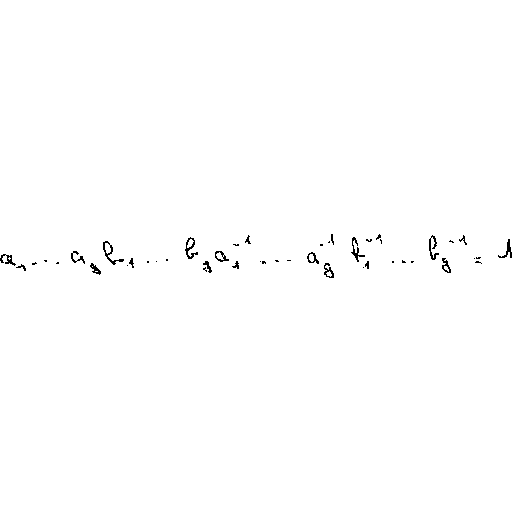 a_1 ... a_g b_1 ... b_g a_1^{-1} ... a_g^{-1} b_1^{-1} ... b_g^{-1} = 1